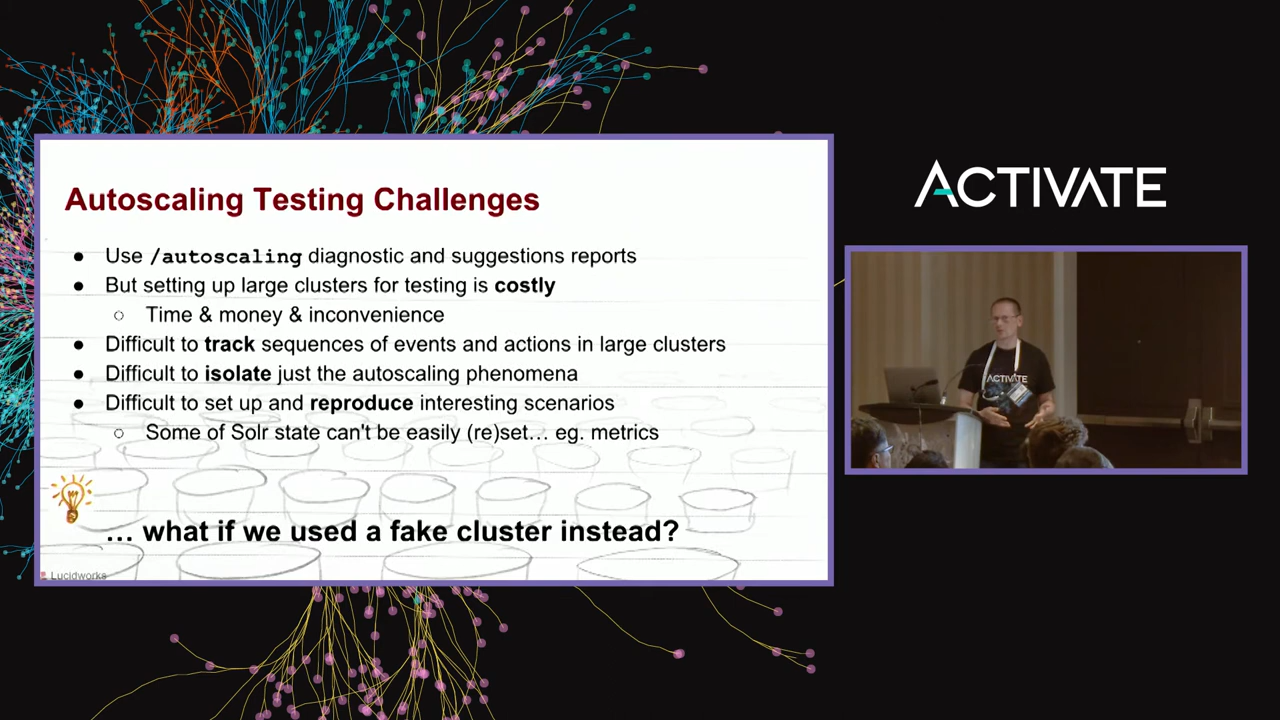 Autoscaling Testing Challenges
● Use /autoscaling diagnostic and suggestions reports
● But setting up large clusters for testing is costly
○ Time & money & inconvenience
● Difficult to track sequences of events and actions in large clusters
● Difficult to isolate just the autoscaling phenomena
● Difficult to set up and reproduce interesting scenarios
○ Some of Solr state can't be easily (re)set… eg. metrics
… what if we used a fake cluster instead?
Lucidworks
ACTIVATE
ACTIVATE